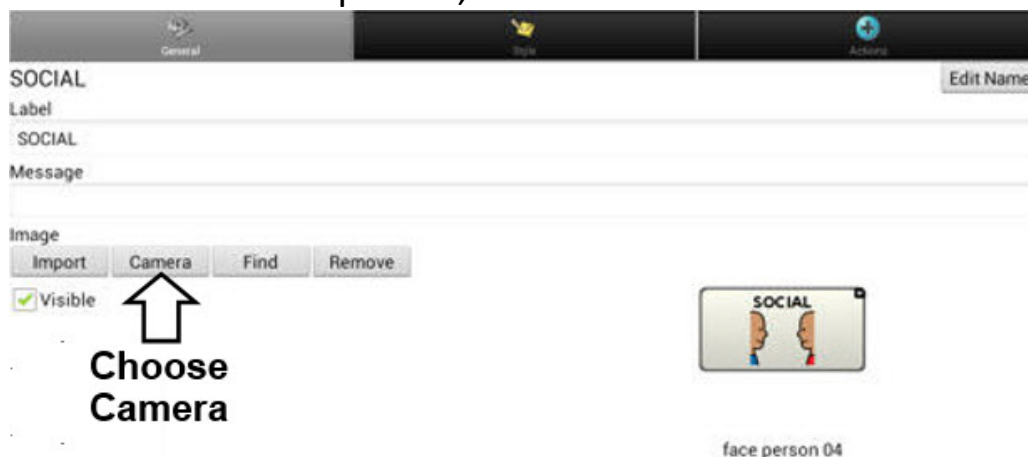 General Style Actions
SOCIAL Edit Name
Label
SOCIAL
Message
Image
Import Camera Find Remove
Visible
SOCIAL
Choose
Camera
face person 04